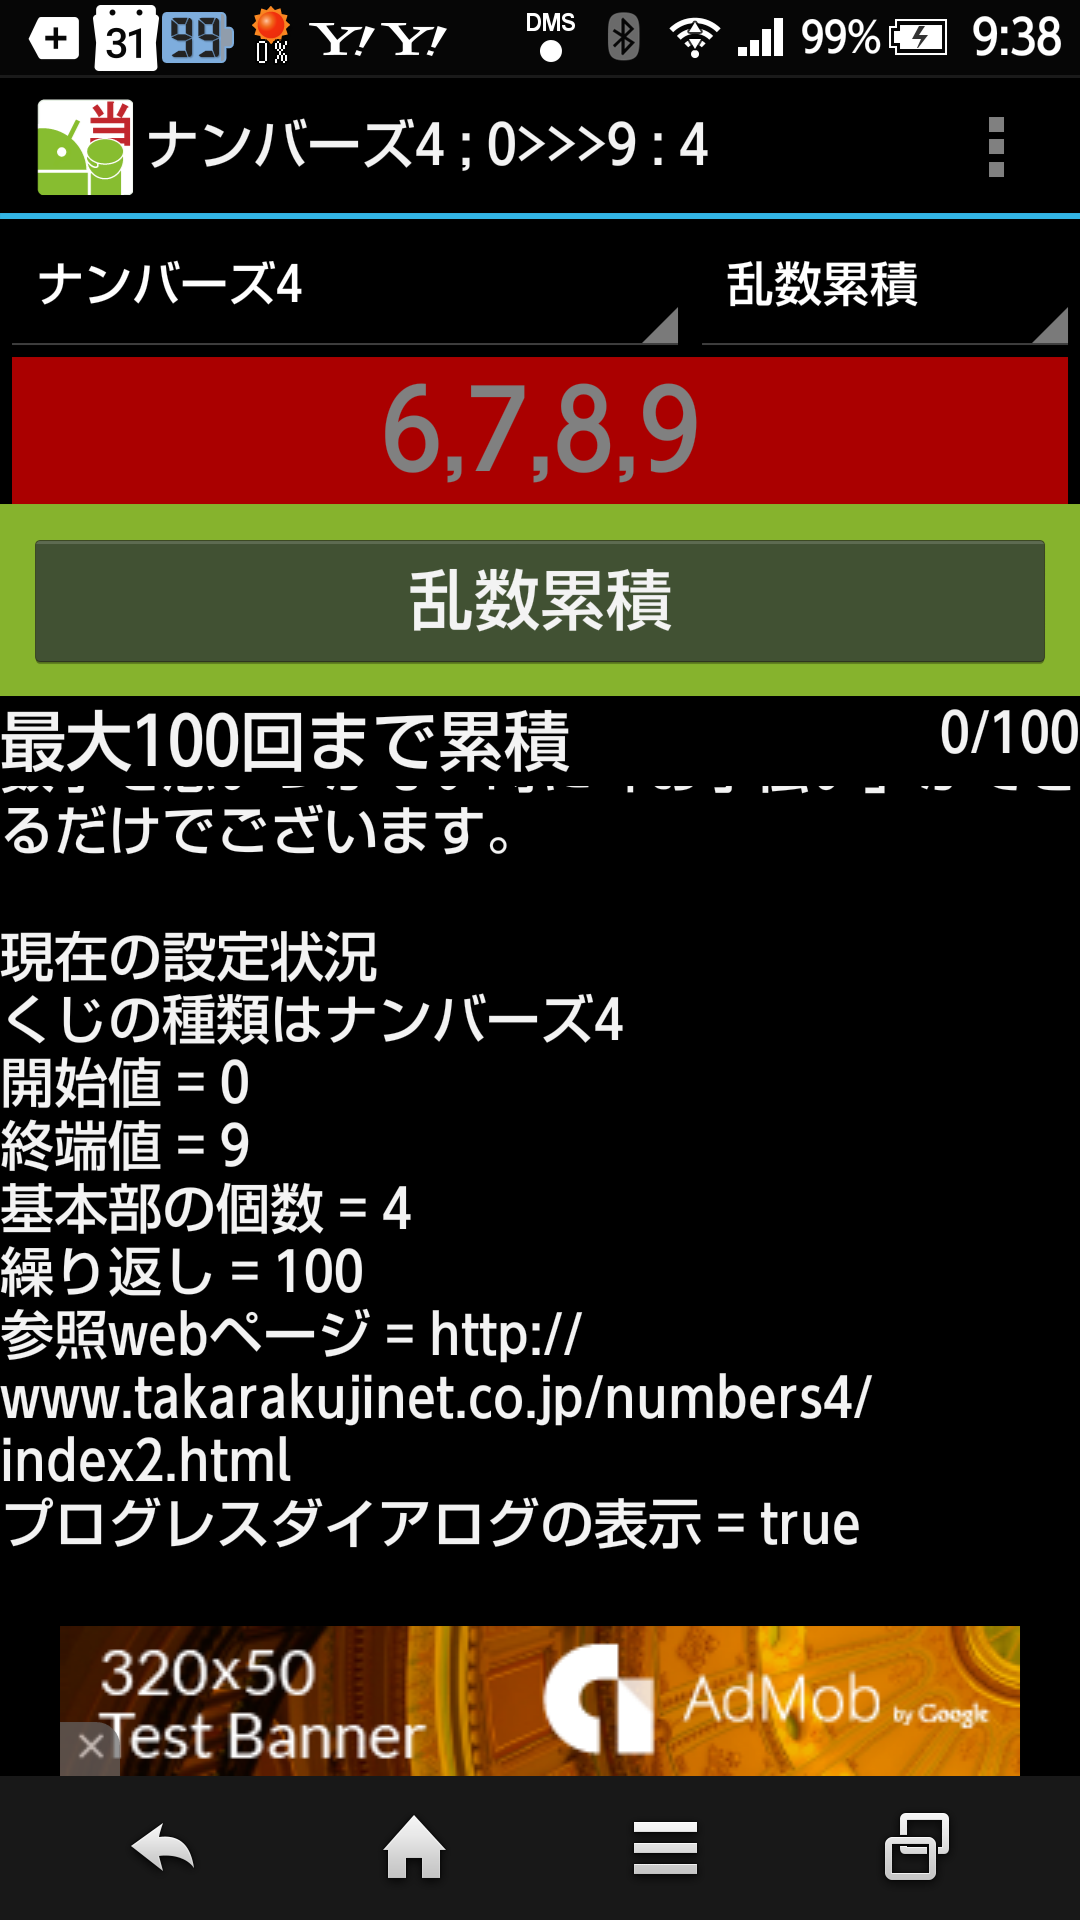 31
99
0%
Y! Y!
DMS
99%
9:38
当
ナンバーズ4 ; 0>>>9 : 4
ナンバーズ4
乱数累積
6,7,8,9
乱数累積
最大100回まで累積
0/100
るだけでございます。
現在の設定状況
くじの種類はナンバーズ4
開始値 = 0
終端値 = 9
基本部の個数 = 4
繰り返し = 100
参照webページ = http://
www.takarakujinet.co.jp/numbers4/
index2.html
プログレスダイアログの表示 = true
320x50
Test Banner
AdMob by Google